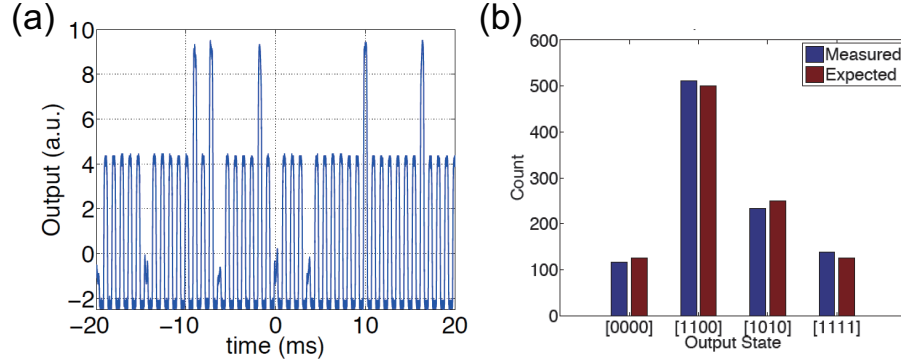 (a)
10
8
6
4
2
0
−2
−20 −10 0 10 20
Output (a.u.)
time (ms)
(b)
600
500
400
300
200
100
0
Measured
Expected
Count
[0000] [1100] [1010] [1111]
Output State